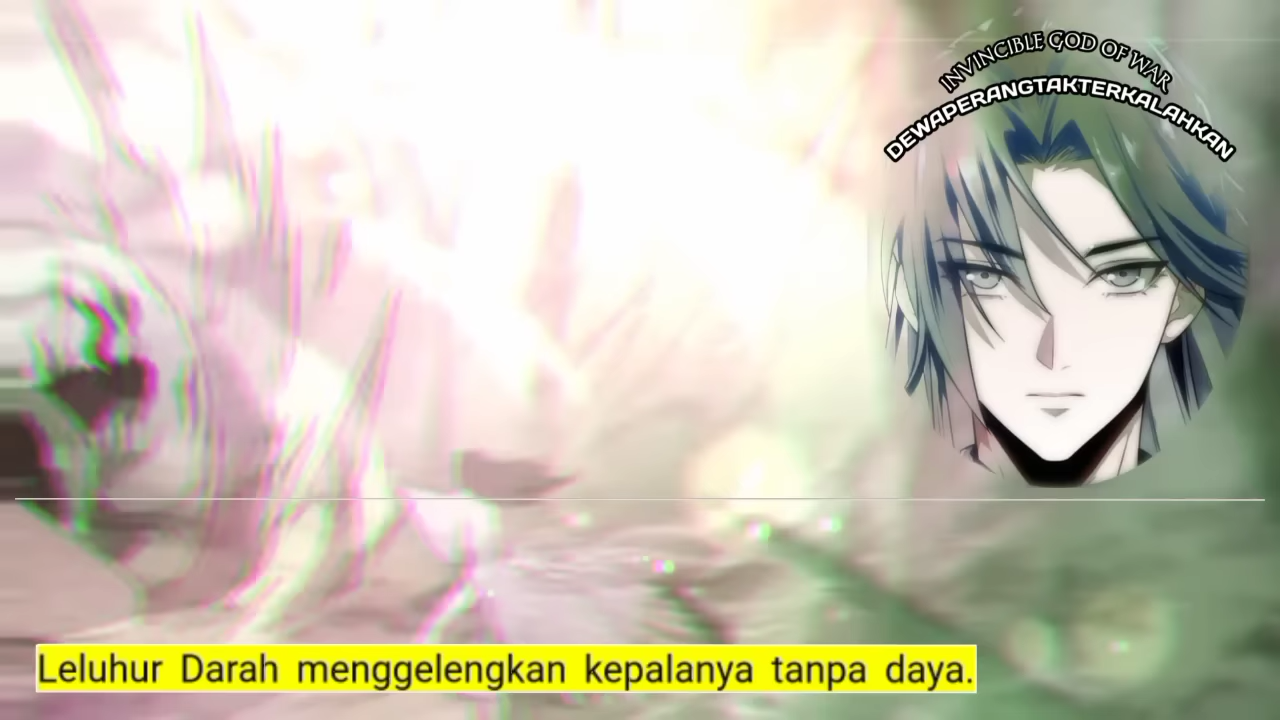 INVINCIBLE GOD OF WAR
DEWAPERANGTAKTERKALAHKAN
Leluhur Darah menggelengkan kepalanya tanpa daya.